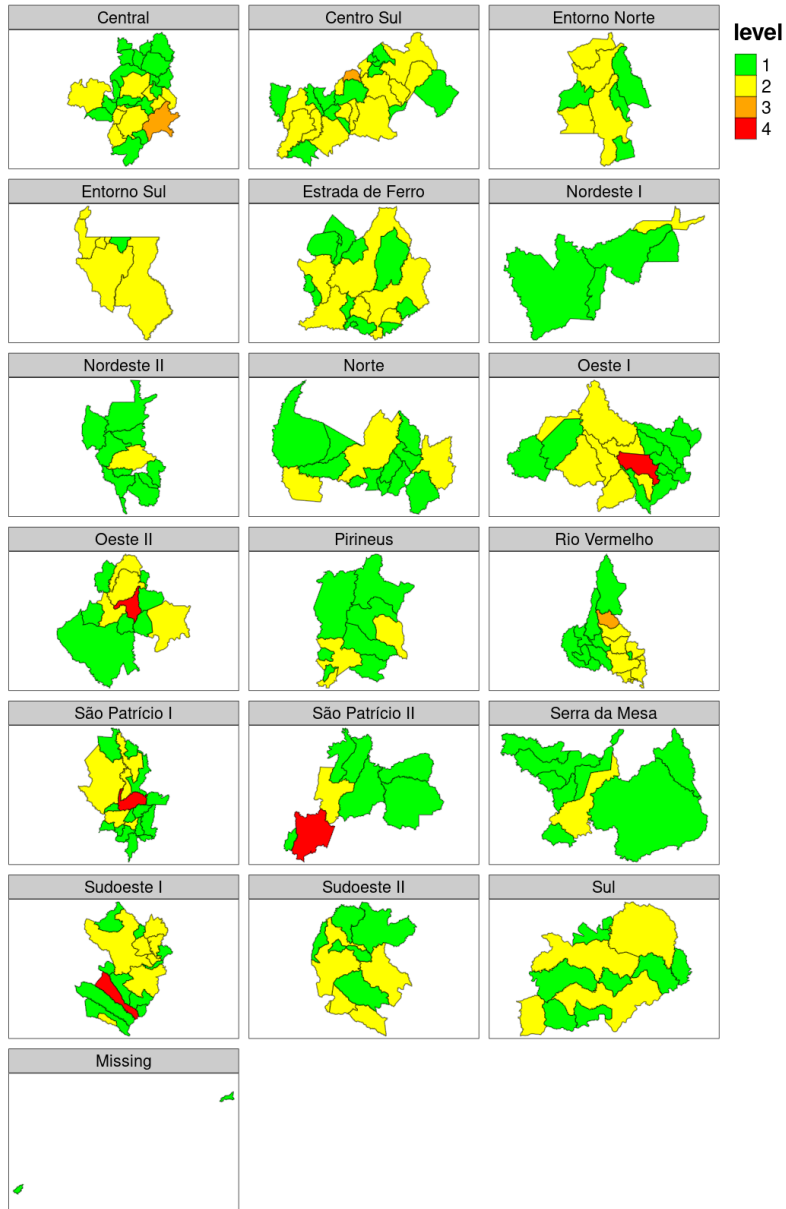 Central
Centro Sul
Entorno Norte
level
1
2
3
4
Entorno Sul
Estrada de Ferro
Nordeste I
Nordeste II
Norte
Oeste I
Oeste II
Pirineus
Rio Vermelho
São Patrício I
São Patrício II
Serra da Mesa
Sudoeste I
Sudoeste II
Sul
Missing